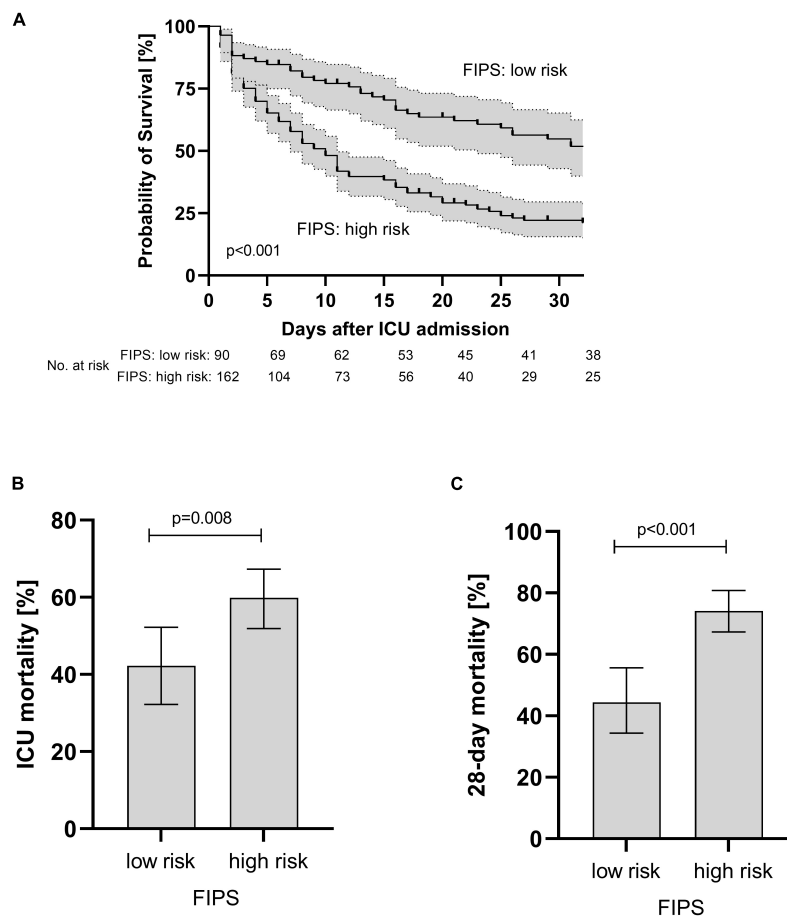 A
Probability of Survival [%]
100
75
50
25
0
FIPS: low risk
FIPS: high risk
p<0.001
0 5 10 15 20 25 30
Days after ICU admission
No. at risk
FIPS: low risk: 90 69 62 53 45 41 38
FIPS: high risk: 162 104 73 56 40 29 25
B
ICU mortality [%]
80
60
40
20
0
p=0.008
low risk high risk
FIPS
C
28-day mortality [%]
100
80
60
40
20
0
p<0.001
low risk high risk
FIPS